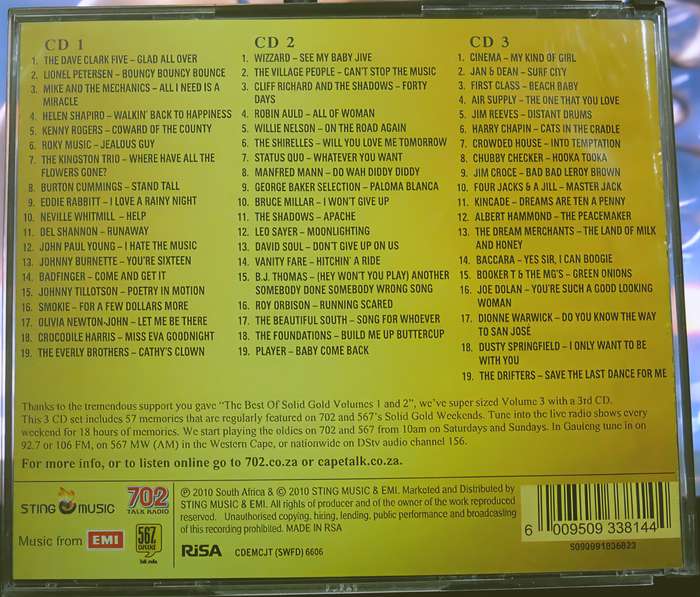 CD 1
1. THE DAVE CLARK FIVE – GLAD ALL OVER
2. LIONEL PETERSEN – BOUNCY BOUNCY BOUNCE
3. MIKE AND THE MECHANICS – ALL I NEED IS A
MIRACLE
4. HELEN SHAPIRO – WALKIN' BACK TO HAPPINESS
5. KENNY ROGERS – COWARD OF THE COUNTY
6. ROXY MUSIC – JEALOUS GUY
7. THE KINGSTON TRIO – WHERE HAVE ALL THE
FLOWERS GONE?
8. BURTON CUMMINGS – STAND TALL
9. EDDIE RABBITT – I LOVE A RAINY NIGHT
10. NEVILLE WHITMILL – HELP
11. DEL SHANNON – RUNAWAY
12. JOHN PAUL YOUNG – I HATE THE MUSIC
13. JOHNNY BURNETTE – YOU'RE SIXTEEN
14. BADFINGER – COME AND GET IT
15. JOHNNY TILLOTSON – POETRY IN MOTION
16. SMOKIE – FOR A FEW DOLLARS MORE
17. OLIVIA NEWTON-JOHN – LET ME BE THERE
18. CROCODILE HARRIS – MISS EVA GOODNIGHT
19. THE EVERLY BROTHERS – CATHY'S CLOWN
CD 2
1. WIZZARD – SEE MY BABY JIVE
2. THE VILLAGE PEOPLE – CAN'T STOP THE MUSIC
3. CLIFF RICHARD AND THE SHADOWS – FORTY
DAYS
4. ROBIN AULD – ALL OF WOMAN
5. WILLIE NELSON – ON THE ROAD AGAIN
6. THE SHIRELLES – WILL YOU LOVE ME TOMORROW
7. STATUS QUO – WHATEVER YOU WANT
8. MANFRED MANN – DO WAH DIDDY DIDDY
9. GEORGE BAKER SELECTION – PALOMA BLANCA
10. BRUCE MILLAR – I WON'T GIVE UP
11. THE SHADOWS – APACHE
12. LEO SAYER – MOONLIGHTING
13. DAVID SOUL – DON'T GIVE UP ON US
14. VANITY FARE – HITCHIN' A RIDE
15. B.J. THOMAS – (HEY WON'T YOU PLAY) ANOTHER
SOMEBODY DONE SOMEBODY WRONG SONG
16. ROY ORBISON – RUNNING SCARED
17. THE BEAUTIFUL SOUTH – SONG FOR WHOEVER
18. THE FOUNDATIONS – BUILD ME UP BUTTERCUP
19. PLAYER – BABY COME BACK
CD 3
1. CINEMA – MY KIND OF GIRL
2. JAN & DEAN – SURF CITY
3. FIRST CLASS – BEACH BABY
4. AIR SUPPLY – THE ONE THAT YOU LOVE
5. JIM REEVES – DISTANT DRUMS
6. HARRY CHAPIN – CATS IN THE CRADLE
7. CROWDED HOUSE – INTO TEMPTATION
8. CHUBBY CHECKER – HOOKA TOOKA
9. JIM CROCE – BAD BAD LEROY BROWN
10. FOUR JACKS & A JILL – MASTER JACK
11. KINCADE – DREAMS ARE TEN A PENNY
12. ALBERT HAMMOND – THE PEACEMAKER
13. THE DREAM MERCHANTS – THE LAND OF MILK
AND HONEY
14. BACCARA – YES SIR, I CAN BOOGIE
15. BOOKER T & THE MG'S – GREEN ONIONS
16. JOE DOLAN – YOU'RE SUCH A GOOD LOOKING
WOMAN
17. DIONNE WARWICK – DO YOU KNOW THE WAY
TO SAN JOSÉ
18. DUSTY SPRINGFIELD – I ONLY WANT TO BE
WITH YOU
19. THE DRIFTERS – SAVE THE LAST DANCE FOR ME
Thanks to the tremendous support you gave "The Best Of Solid Gold Volumes 1 and 2", we've super sized Volume 3 with a 3rd CD.
This 3 CD set includes 57 memories that are regularly featured on 702 and 567's Solid Gold Weekends. Tune into the live radio shows every
weekend for 18 hours of memories. We start playing the oldies on 702 and 567 from 10am on Saturdays and Sundays. In Gauteng tune in on
92.7 or 106 FM, on 567 MW (AM) in the Western Cape, or nationwide on DStv audio channel 156.
For more info, or to listen online go to 702.co.za or capetalk.co.za.
STING MUSIC
702
TALK RADIO
Music from EMI
567
CAPETALK
RiSA
℗ 2010 South Africa & © 2010 STING MUSIC & EMI. Marketed and Distributed by
STING MUSIC & EMI. All rights of producer and of the owner of the work reproduced
reserved. Unauthorised copying, hiring, lending, public performance and broadcasting
of this recording prohibited. MADE IN RSA
CDEMCJT (SWFD) 6606
6 009509 338144